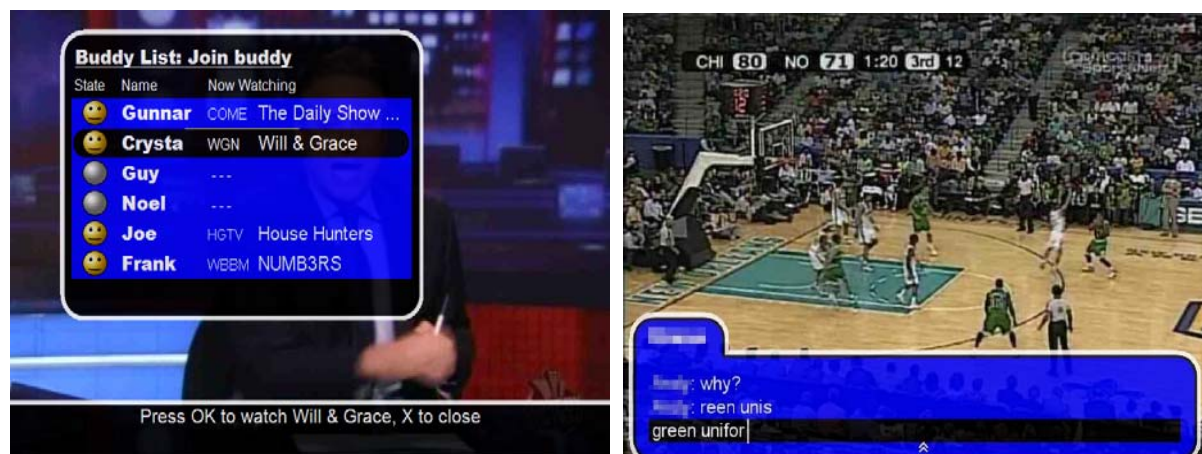 Buddy List: Join buddy
State Name Now Watching
Gunnar COME The Daily Show ...
Crysta WGN Will & Grace
Guy ---
Noel ---
Joe HGTV House Hunters
Frank WBBM NUMB3RS
Press OK to watch Will & Grace, X to close
CHI 80 NO 71 1:20 3rd 12
: why?
: reen unis
green unifor